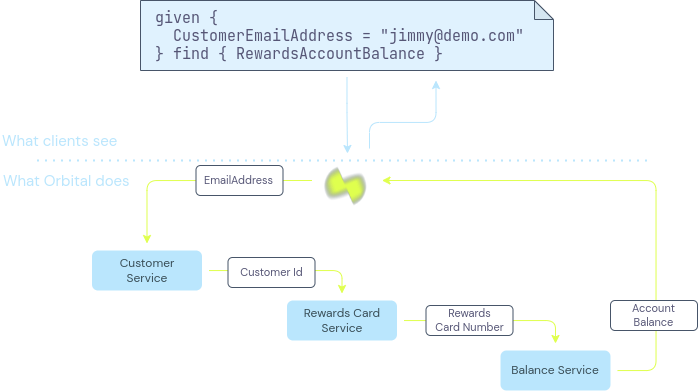 given {
  CustomerEmailAddress = "jimmy@demo.com"
} find { RewardsAccountBalance }
What clients see
What Orbital does
EmailAddress
Customer
Service
Customer Id
Rewards Card
Service
Rewards
Card Number
Account
Balance
Balance Service